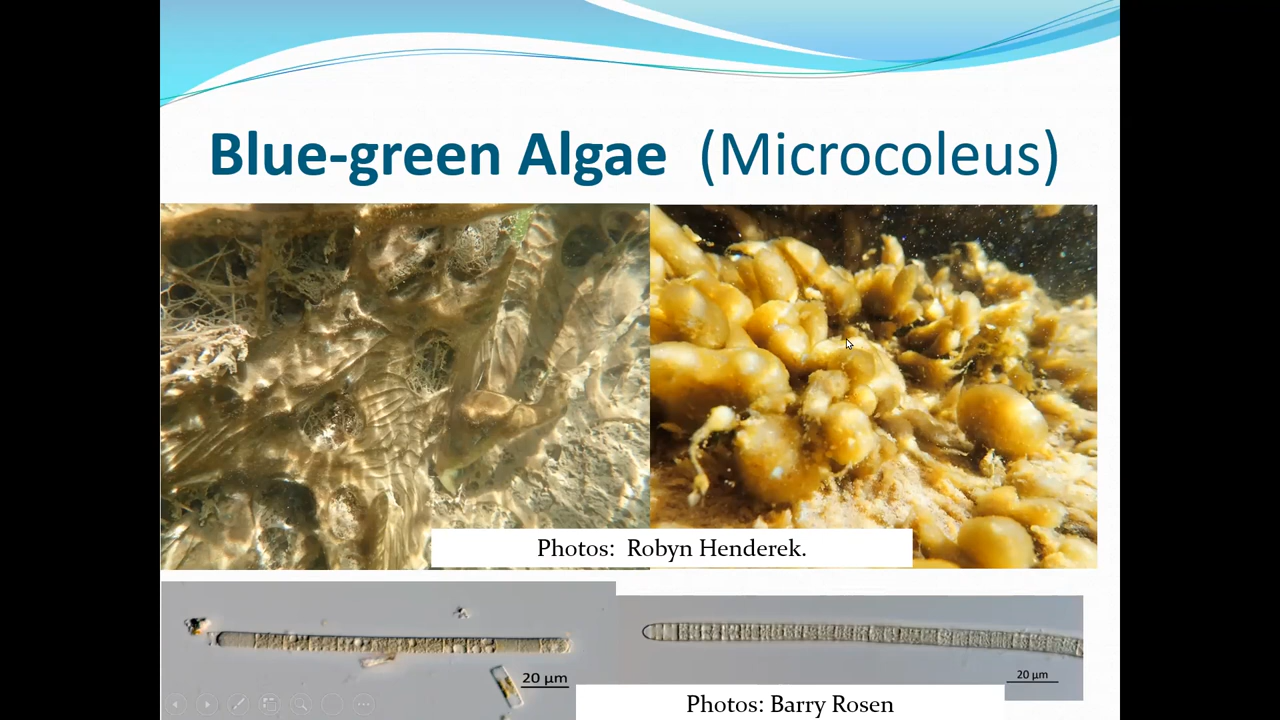 Blue-green Algae (Microcoleus)
Photos: Robyn Henderek.
20 µm
20 µm
Photos: Barry Rosen